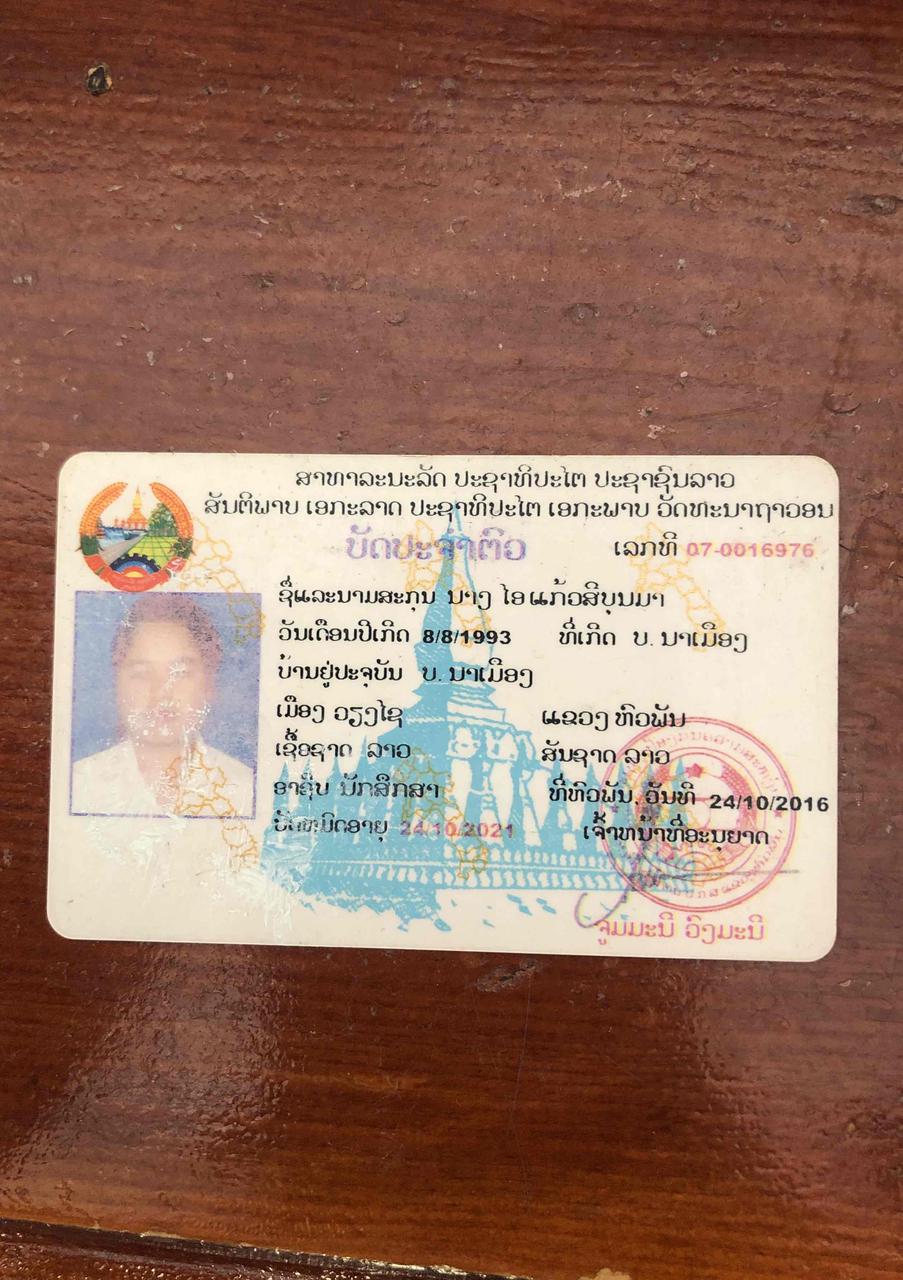 ສາທາລະນະລັດ ປະຊາທິປະໄຕ ປະຊາຊົນລາວ
ສັນຕິພາບ ເອກະລາດ ປະຊາທິປະໄຕ ເອກະພາບ ວັດທະນາຖາວອນ
ບັດປະຈຳຕົວ ເລກທີ 07-0016976
ຊື່ແລະນາມສະກຸນ ນາງ ໄອແກ້ວສີບຸນມາ
ວັນເດືອນປີເກີດ 8/8/1993 ທີ່ເກີດ ບ. ນາເມືອງ
ບ້ານຢູ່ປະຈຸບັນ ບ. ນາເມືອງ
ເມືອງ ວຽງໄຊ ແຂວງ ຫົວພັນ
ເຊື້ອຊາດ ລາວ ສັນຊາດ ລາວ
ອາຊີບ ນັກສຶກສາ ທີ່ຫົວພັນ, ວັນທີ 24/10/2016
ບັດຫມົດອາຍຸ 24/10/2021 ເຈົ້າຫນ້າທີ່ອະນຸຍາດ
ຈູມມະນີ ວົງມະນີ